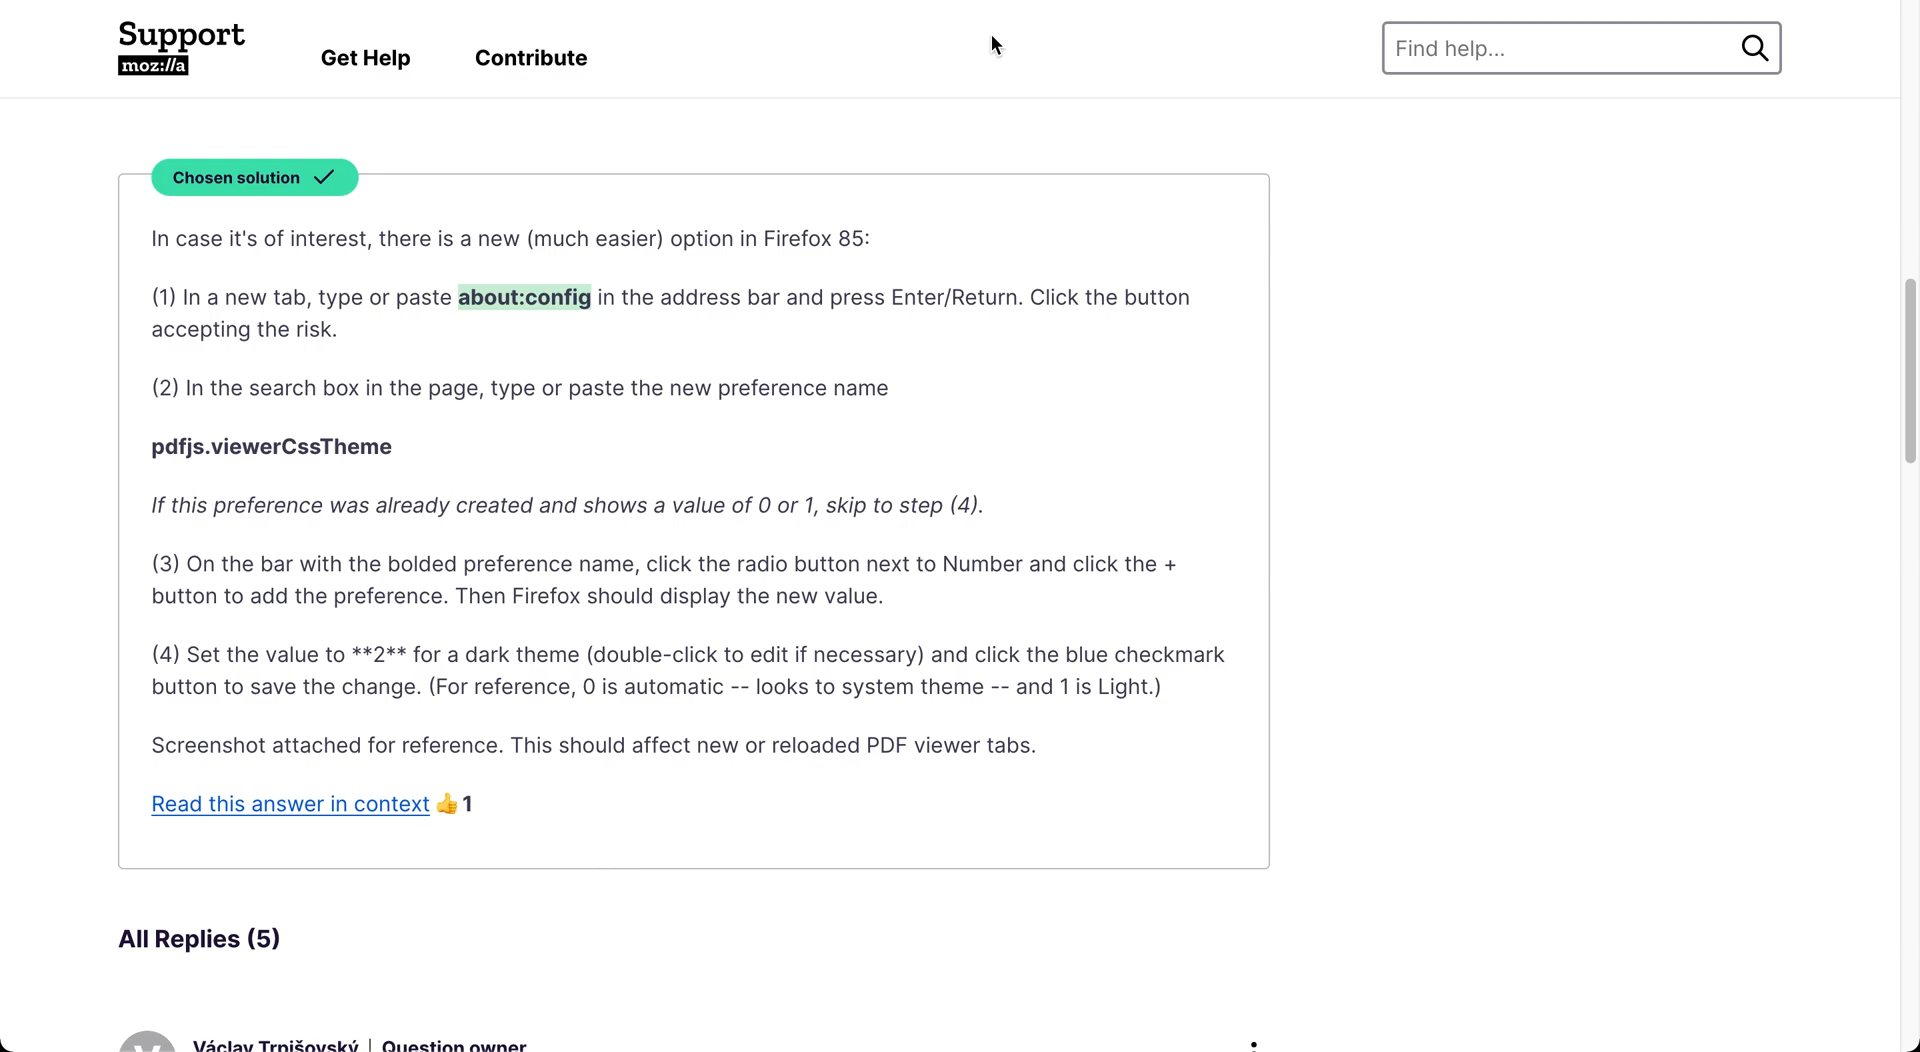 Support
moz://a
Get Help
Contribute
Find help...
Chosen solution
In case it's of interest, there is a new (much easier) option in Firefox 85:
(1) In a new tab, type or paste about:config in the address bar and press Enter/Return. Click the button
accepting the risk.
(2) In the search box in the page, type or paste the new preference name
pdfjs.viewerCssTheme
If this preference was already created and shows a value of 0 or 1, skip to step (4).
(3) On the bar with the bolded preference name, click the radio button next to Number and click the +
button to add the preference. Then Firefox should display the new value.
(4) Set the value to **2** for a dark theme (double-click to edit if necessary) and click the blue checkmark
button to save the change. (For reference, 0 is automatic -- looks to system theme -- and 1 is Light.)
Screenshot attached for reference. This should affect new or reloaded PDF viewer tabs.
Read this answer in context 👍 1
All Replies (5)
Václav Trpišovský | Question owner